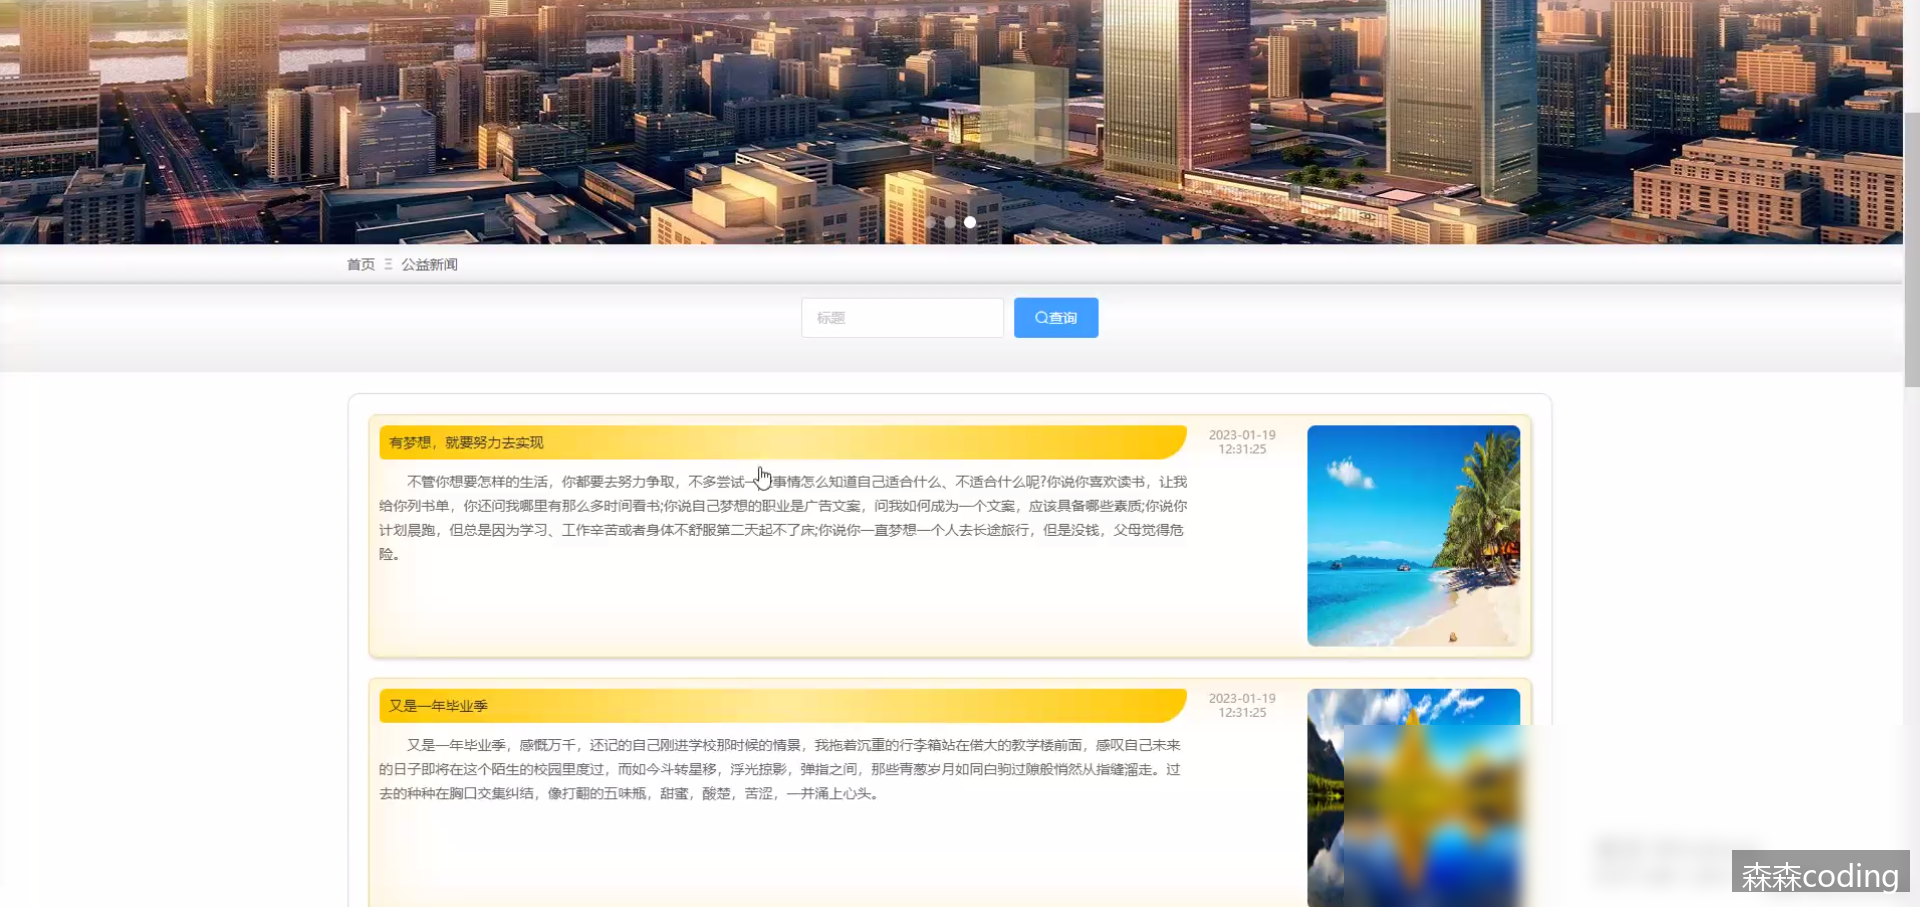 首页 公益新闻
标题
查询
有梦想，就要努力去实现
2023-01-19
12:31:25
不管你想要怎样的生活，你都要去努力争取，不多尝试一 事情怎么知道自己适合什么、不适合什么呢?你说你喜欢读书，让我
给你列书单，你还问我哪里有那么多时间看书;你说自己梦想的职业是广告文案，问我如何成为一个文案，应该具备哪些素质;你说你
计划晨跑，但总是因为学习、工作辛苦或者身体不舒服第二天起不了床;你说你一直梦想一个人去长途旅行，但是没钱，父母觉得危
险。
又是一年毕业季
2023-01-19
12:31:25
又是一年毕业季，感慨万千，还记的自己刚进学校那时候的情景，我拖着沉重的行李箱站在偌大的教学楼前面，感叹自己未来
的日子即将在这个陌生的校园里度过，而如今斗转星移，浮光掠影，弹指之间，那些青葱岁月如同白驹过隙般悄然从指缝溜走。过
去的种种在胸口交集纠结，像打翻的五味瓶，甜蜜，酸楚，苦涩，一并涌上心头。
森森coding